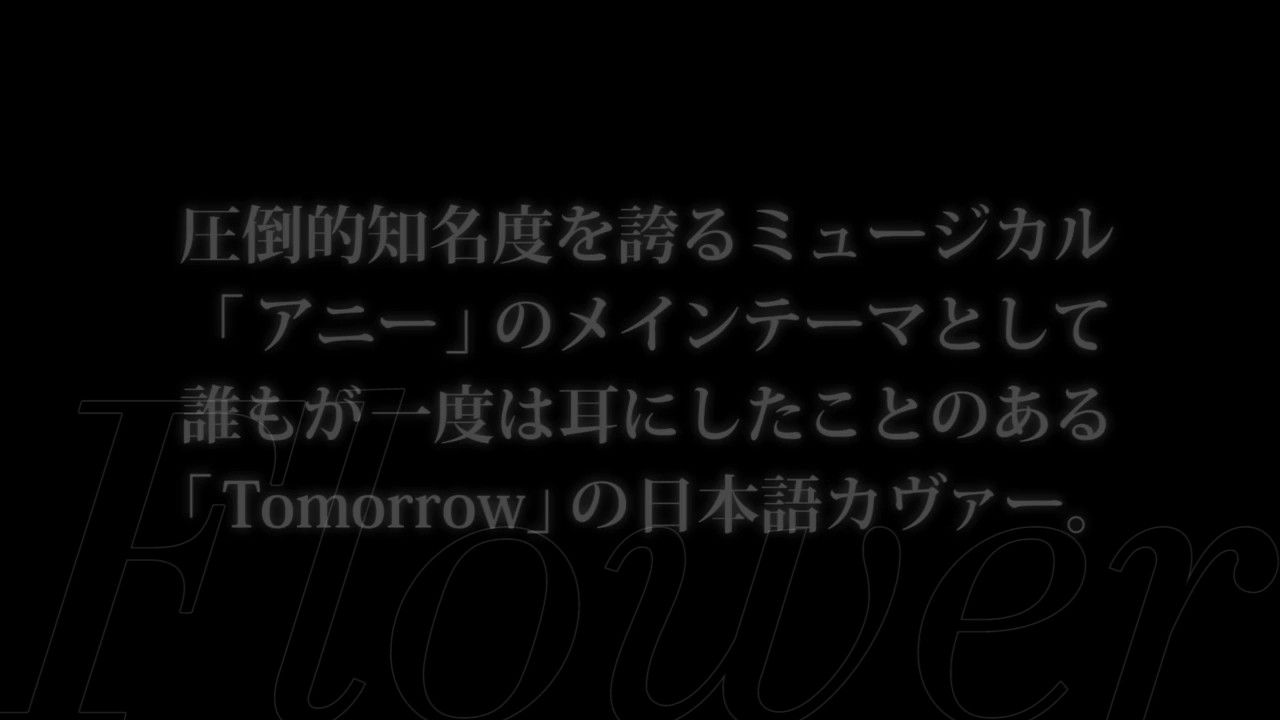 圧倒的知名度を誇るミュージカル
「アニー」のメインテーマとして
誰もが一度は耳にしたことのある
「Tomorrow」の日本語カヴァー。
Flower